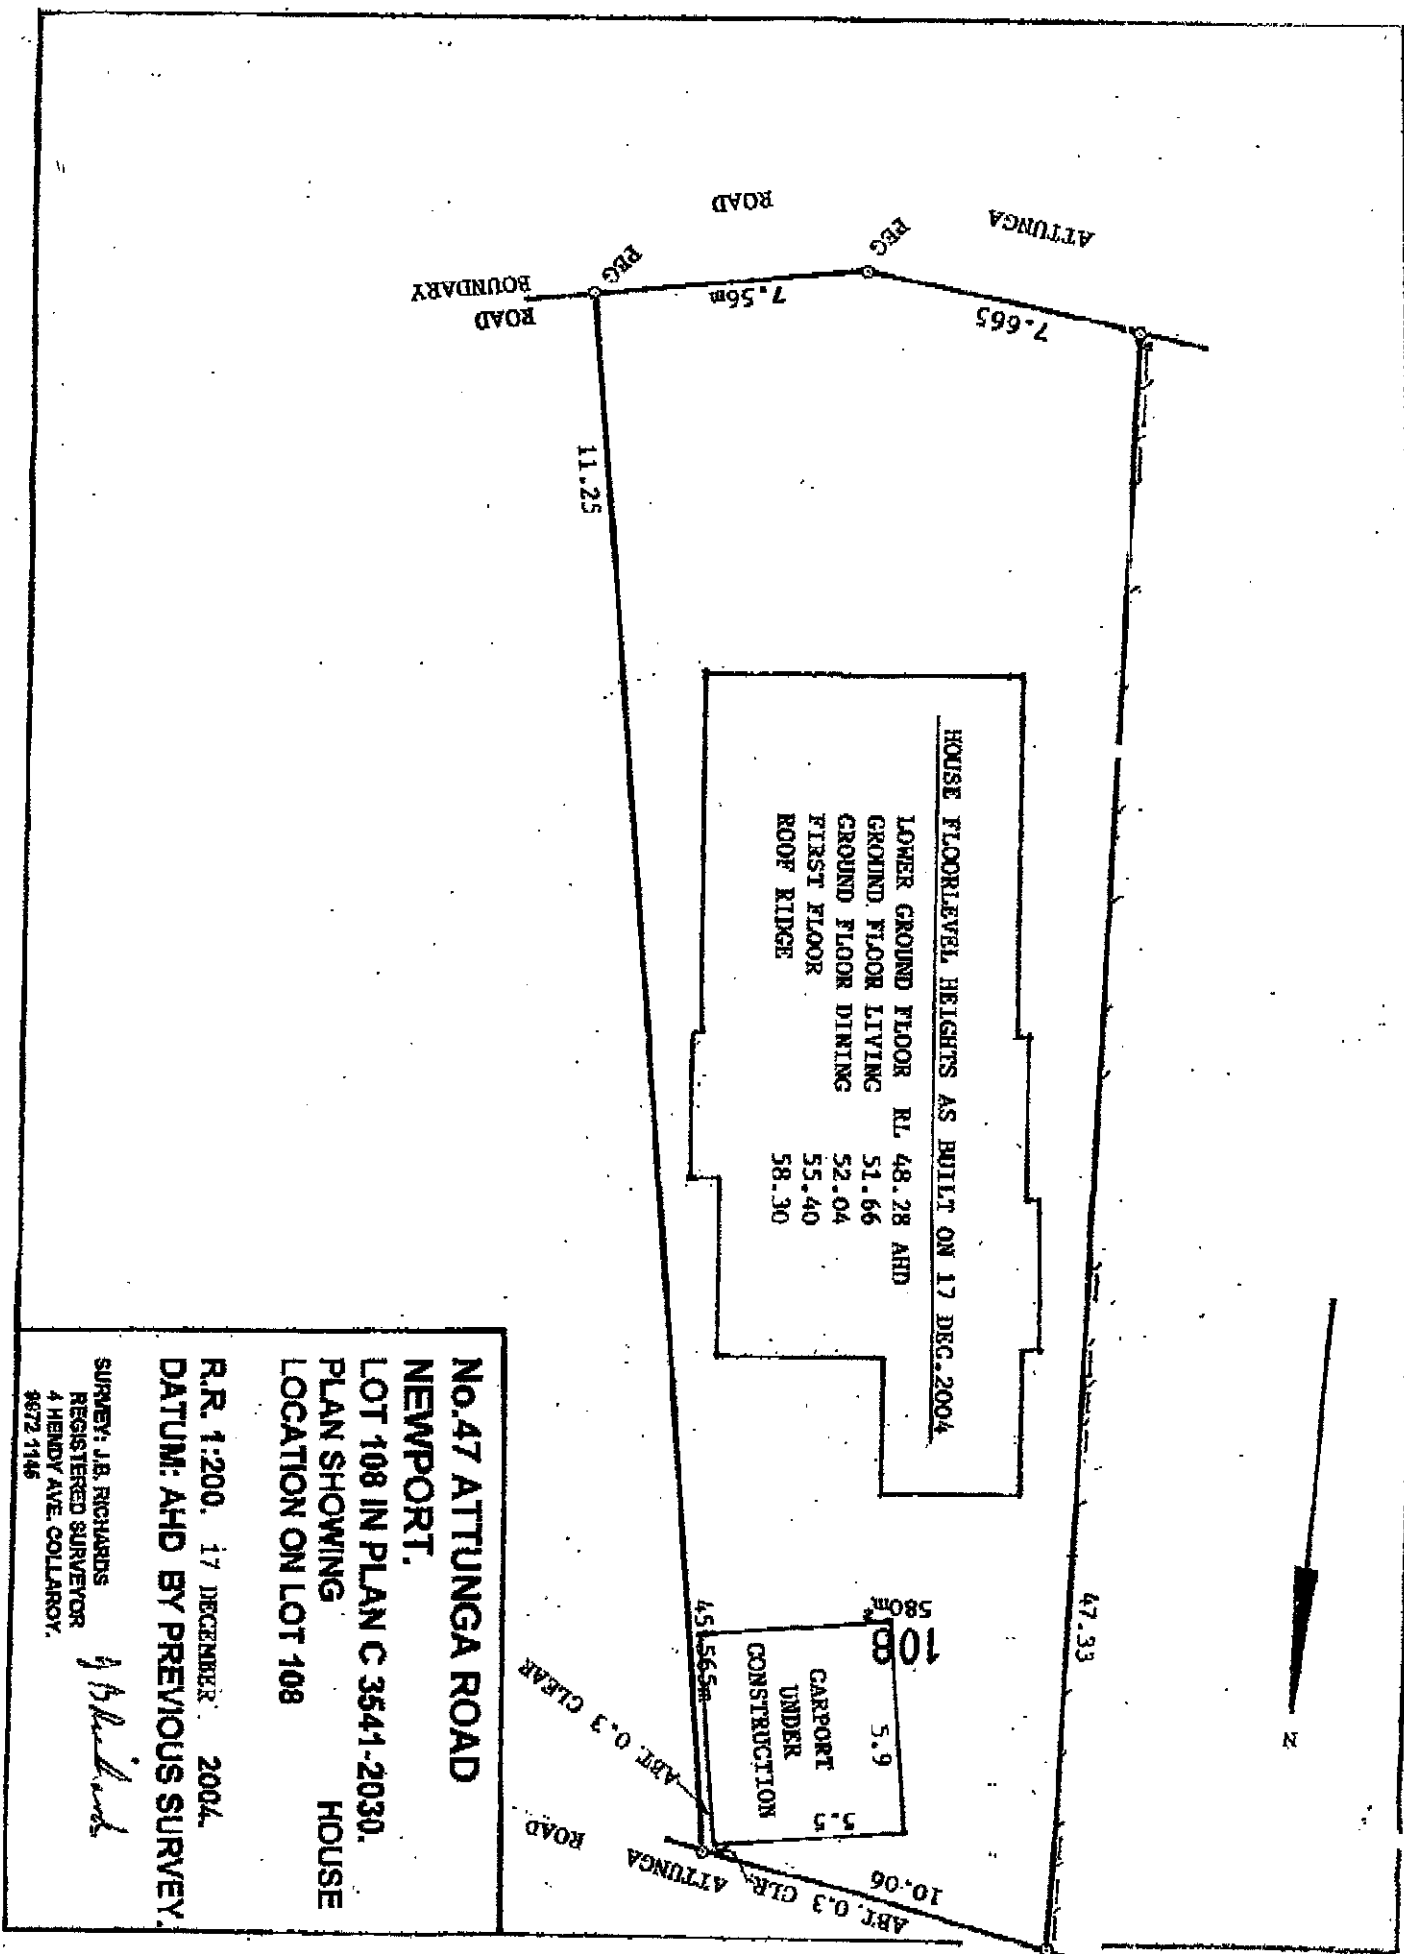 ATTUNGA
ROAD
PEG
PEG
ROAD
BOUNDARY
7.56m
7.665
11.25
47.33
HOUSE FLOORLEVEL HEIGHTS AS BUILT ON 17 DEC.2004
LOWER GROUND FLOOR RL 48.28 AHD
GROUND FLOOR LIVING 51.66
GROUND FLOOR DINING 52.04
FIRST FLOOR 55.40
ROOF RIDGE 58.30
108
580m²
CARPORT
UNDER
CONSTRUCTION
5.9
5.5
45.565m
ABT. 0.3 CLEAR
ABT. 0.3 CLR.
10.06
ATTUNGA
ROAD
N
No.47 ATTUNGA ROAD
NEWPORT.
LOT 108 IN PLAN C 3541-2030.
PLAN SHOWING HOUSE
LOCATION ON LOT 108
R.R. 1:200. 17 DECEMBER. 2004.
DATUM: AHD BY PREVIOUS SURVEY.
SURVEY: J.B. RICHARDS
REGISTERED SURVEYOR
4 HENDY AVE. COLLAROY.
9972 1146
J B Richards